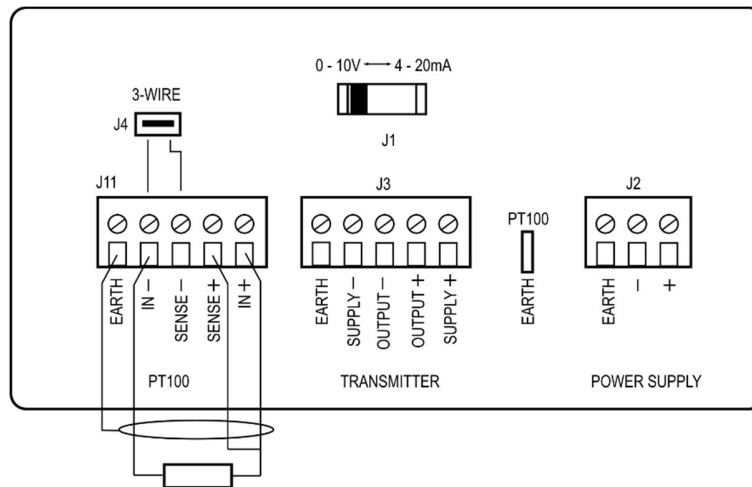 0 - 10V ←→ 4 - 20mA
3-WIRE
J4
J1
J11
J3
J2
PT100
EARTH
IN −
SENSE −
SENSE +
IN +
EARTH
SUPPLY −
OUTPUT −
OUTPUT +
SUPPLY +
EARTH
EARTH
−
+
PT100
TRANSMITTER
POWER SUPPLY